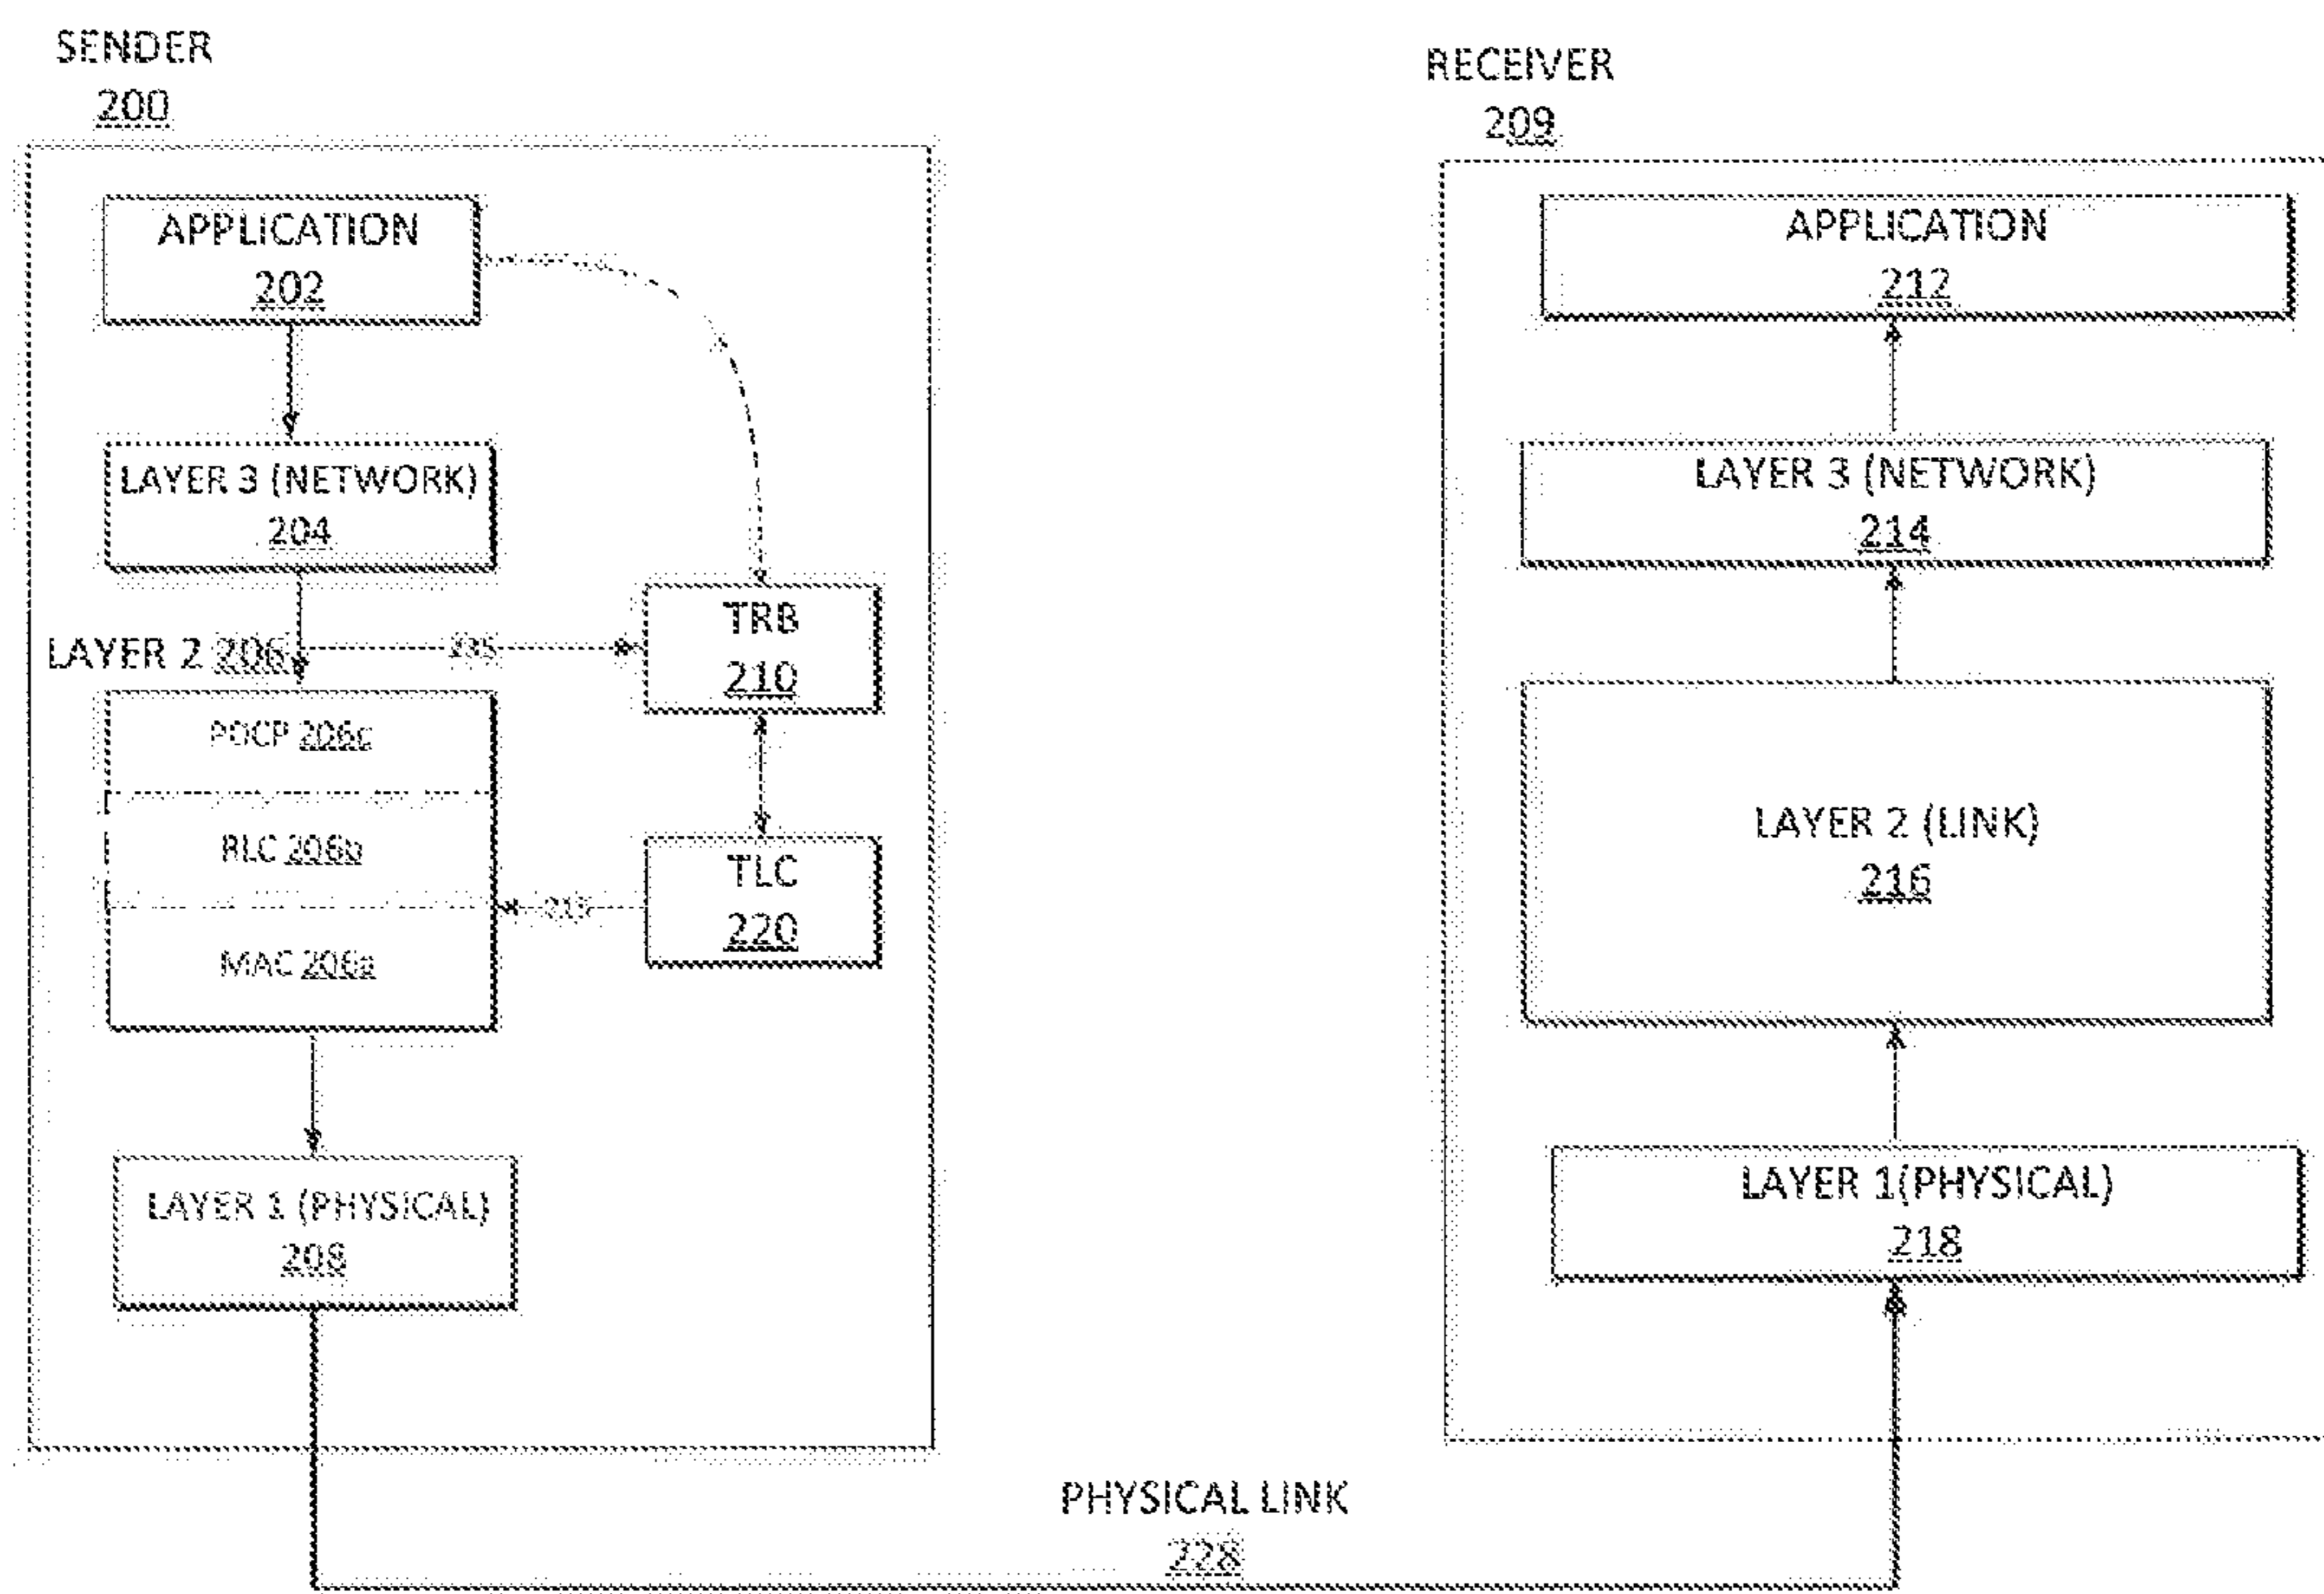 SENDER
200
APPLICATION
202
LAYER 3 (NETWORK)
204
LAYER 2 206
PDCP 206c
RLC 206b
MAC 206a
LAYER 1 (PHYSICAL)
208
235
TRB
210
TLC
220
215
PHYSICAL LINK
228
RECEIVER
209
APPLICATION
212
LAYER 3 (NETWORK)
214
LAYER 2 (LINK)
216
LAYER 1(PHYSICAL)
218